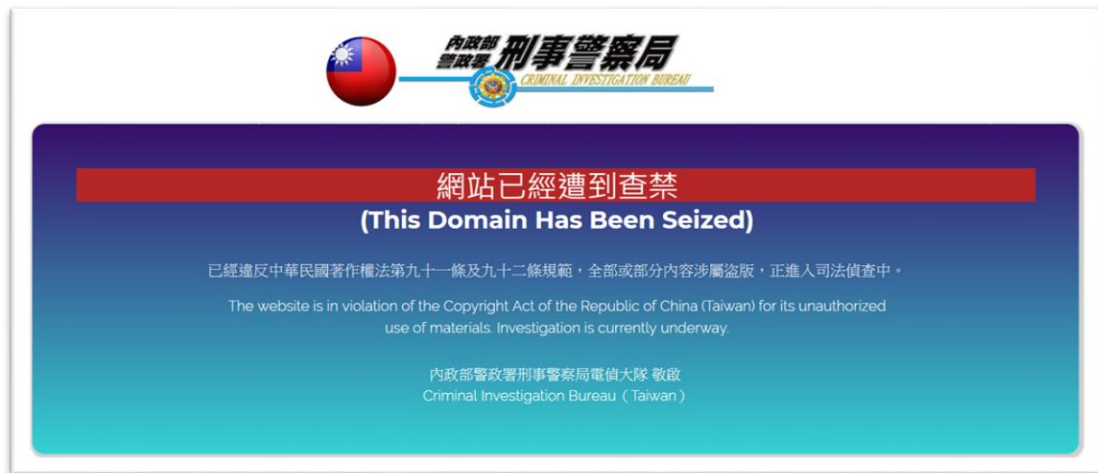 內政部
警政署 刑事警察局
CRIMINAL INVESTIGATION BUREAU
網站已經遭到查禁
(This Domain Has Been Seized)
已經違反中華民國著作權法第九十一條及九十二條規範，全部或部分內容涉屬盜版，正進入司法偵查中。
The website is in violation of the Copyright Act of the Republic of China (Taiwan) for its unauthorized
use of materials. Investigation is currently underway.
內政部警政署刑事警察局電偵大隊 敬啟
Criminal Investigation Bureau（Taiwan）